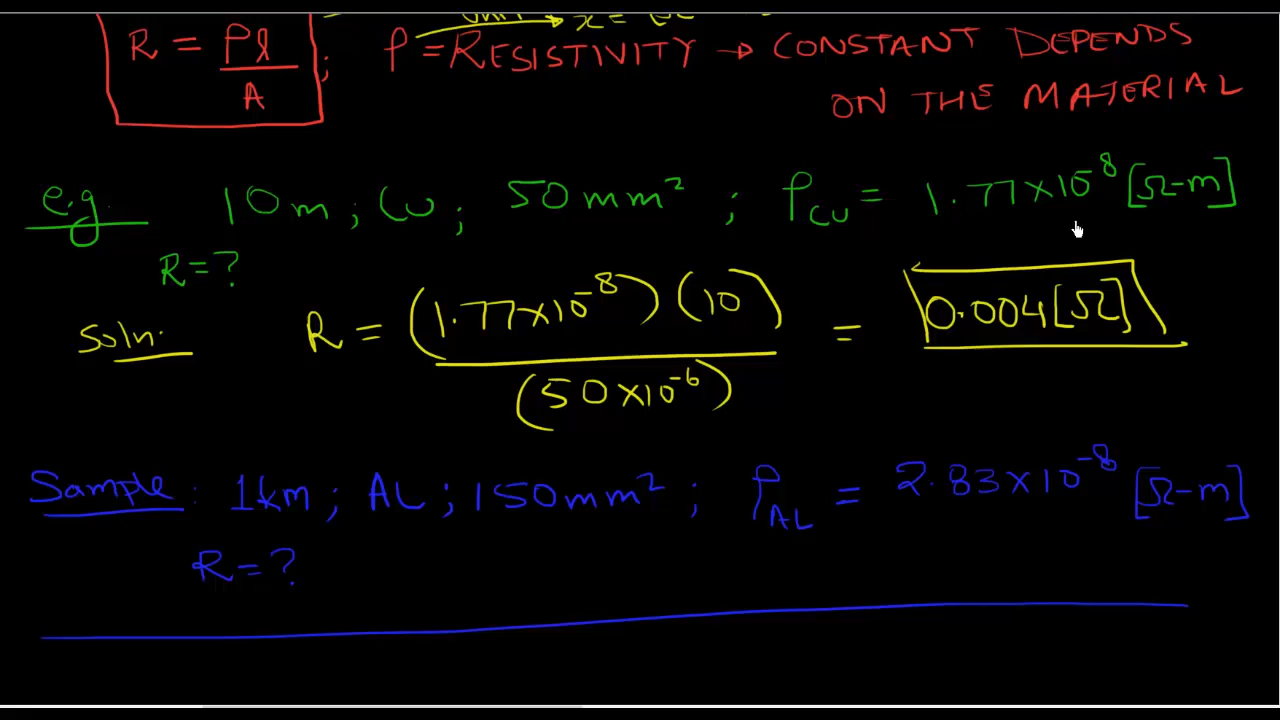 R = ρl / A ; ρ = RESISTIVITY → CONSTANT DEPENDS
ON THE MATERIAL
e.g. 10m ; CU ; 50mm² ; ρCU = 1.77×10⁻⁸ [Ω-m]
R = ?
Soln: R = (1.77×10⁻⁸)(10) / (50×10⁻⁶) = 0.004[Ω]
Sample : 1km ; AL ; 150mm² ; ρAL = 2.83×10⁻⁸ [Ω-m]
R = ?